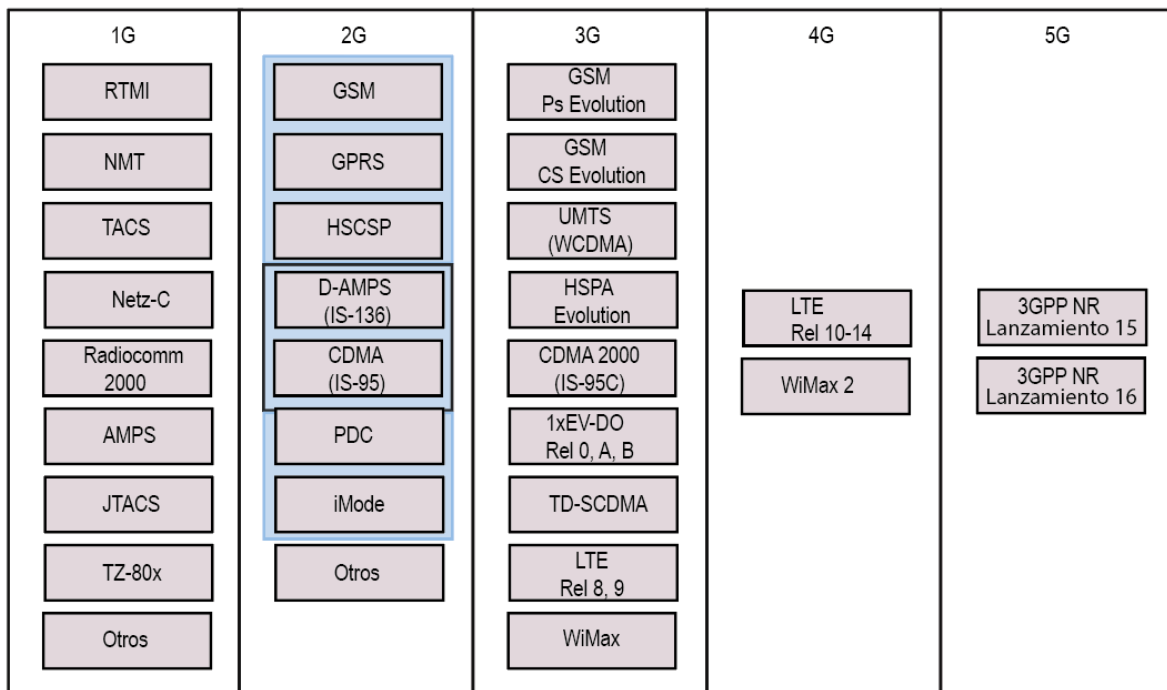 1G
RTMI
NMT
TACS
Netz-C
Radiocomm
2000
AMPS
JTACS
TZ-80x
Otros
2G
GSM
GPRS
HSCSP
D-AMPS
(IS-136)
CDMA
(IS-95)
PDC
iMode
Otros
3G
GSM
Ps Evolution
GSM
CS Evolution
UMTS
(WCDMA)
HSPA
Evolution
CDMA 2000
(IS-95C)
1xEV-DO
Rel 0, A, B
TD-SCDMA
LTE
Rel 8, 9
WiMax
4G
LTE
Rel 10-14
WiMax 2
5G
3GPP NR
Lanzamiento 15
3GPP NR
Lanzamiento 16